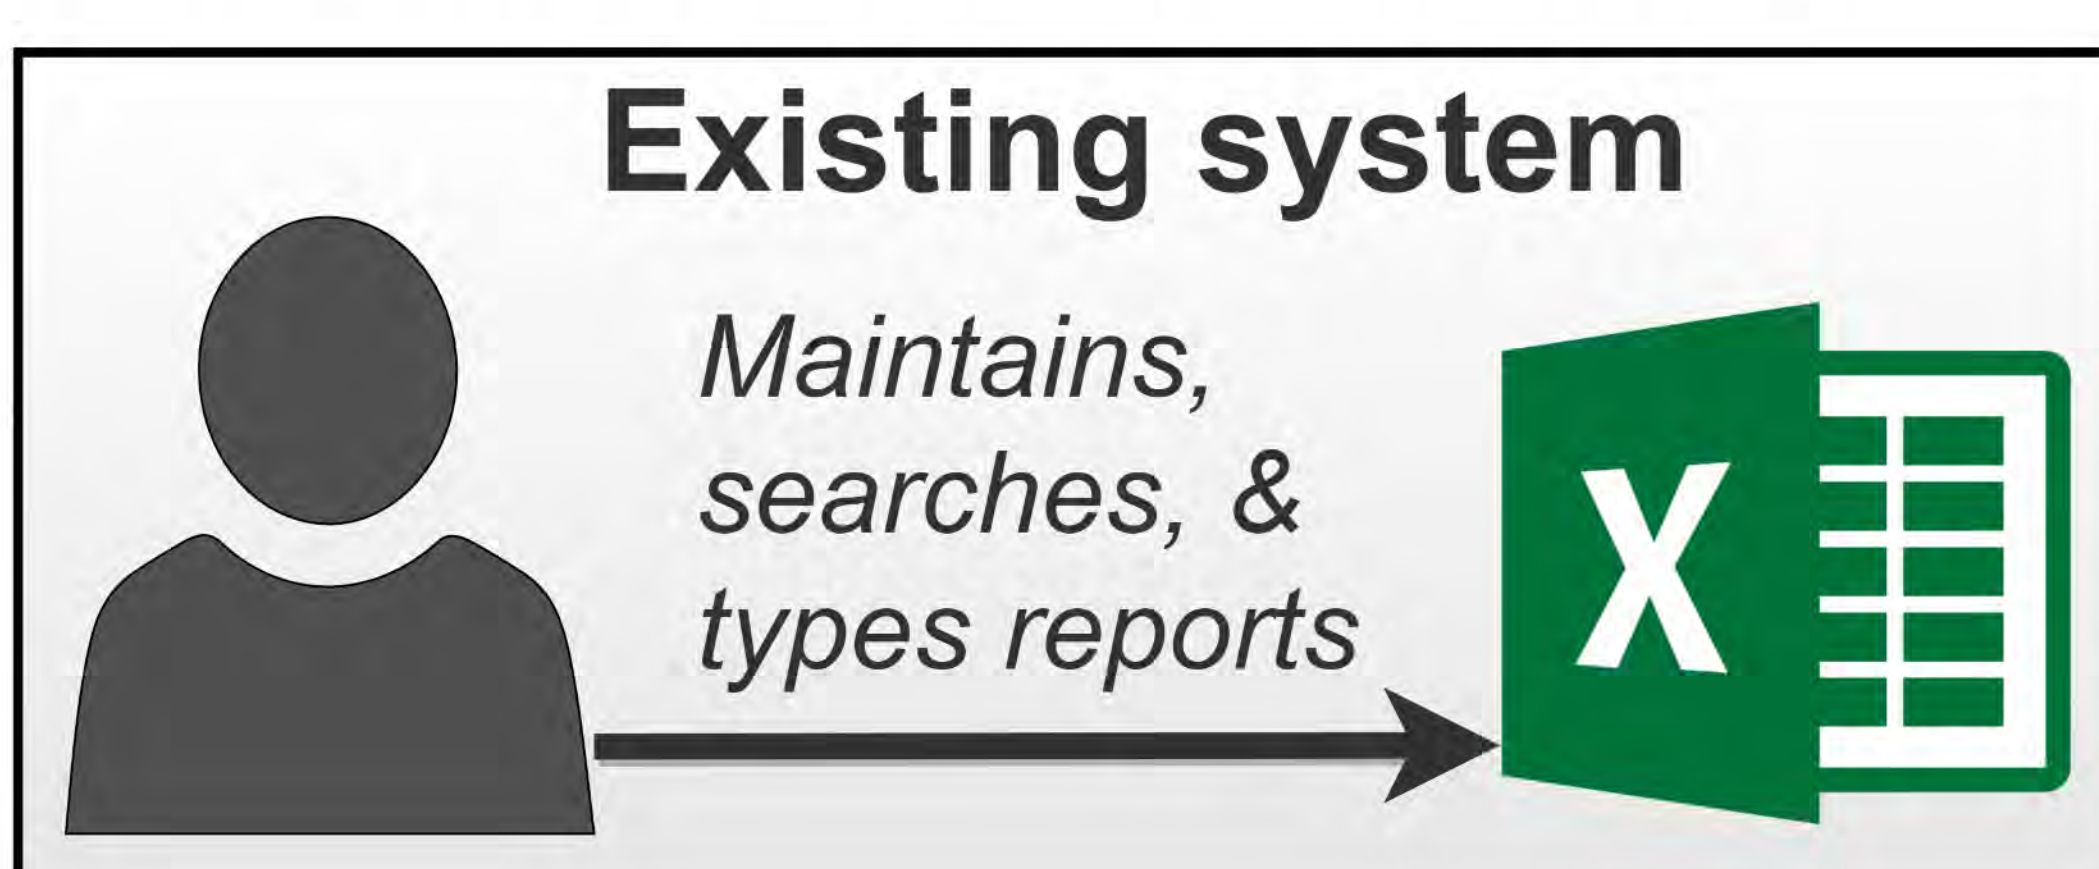 Existing system
Maintains,
searches, &
types reports
X